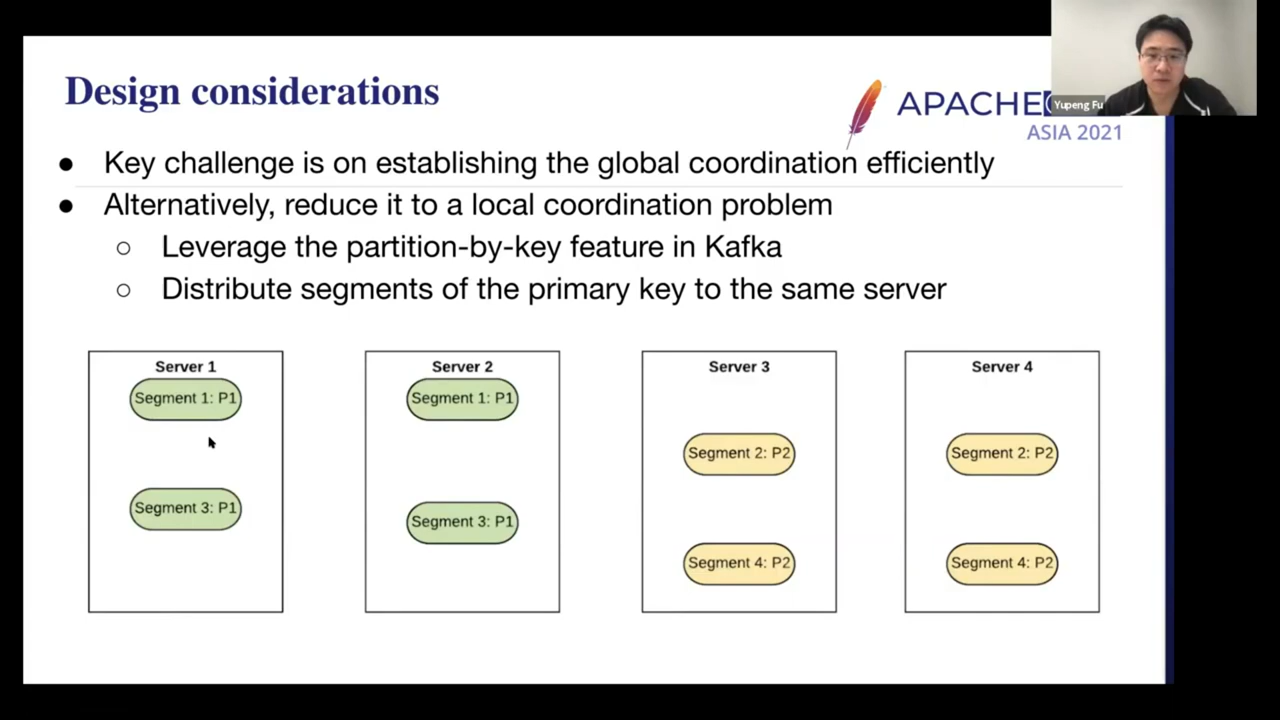 Design considerations
APACHE
ASIA 2021
Yupeng Fu
● Key challenge is on establishing the global coordination efficiently
● Alternatively, reduce it to a local coordination problem
○ Leverage the partition-by-key feature in Kafka
○ Distribute segments of the primary key to the same server
Server 1
Segment 1: P1
Segment 3: P1
Server 2
Segment 1: P1
Segment 3: P1
Server 3
Segment 2: P2
Segment 4: P2
Server 4
Segment 2: P2
Segment 4: P2